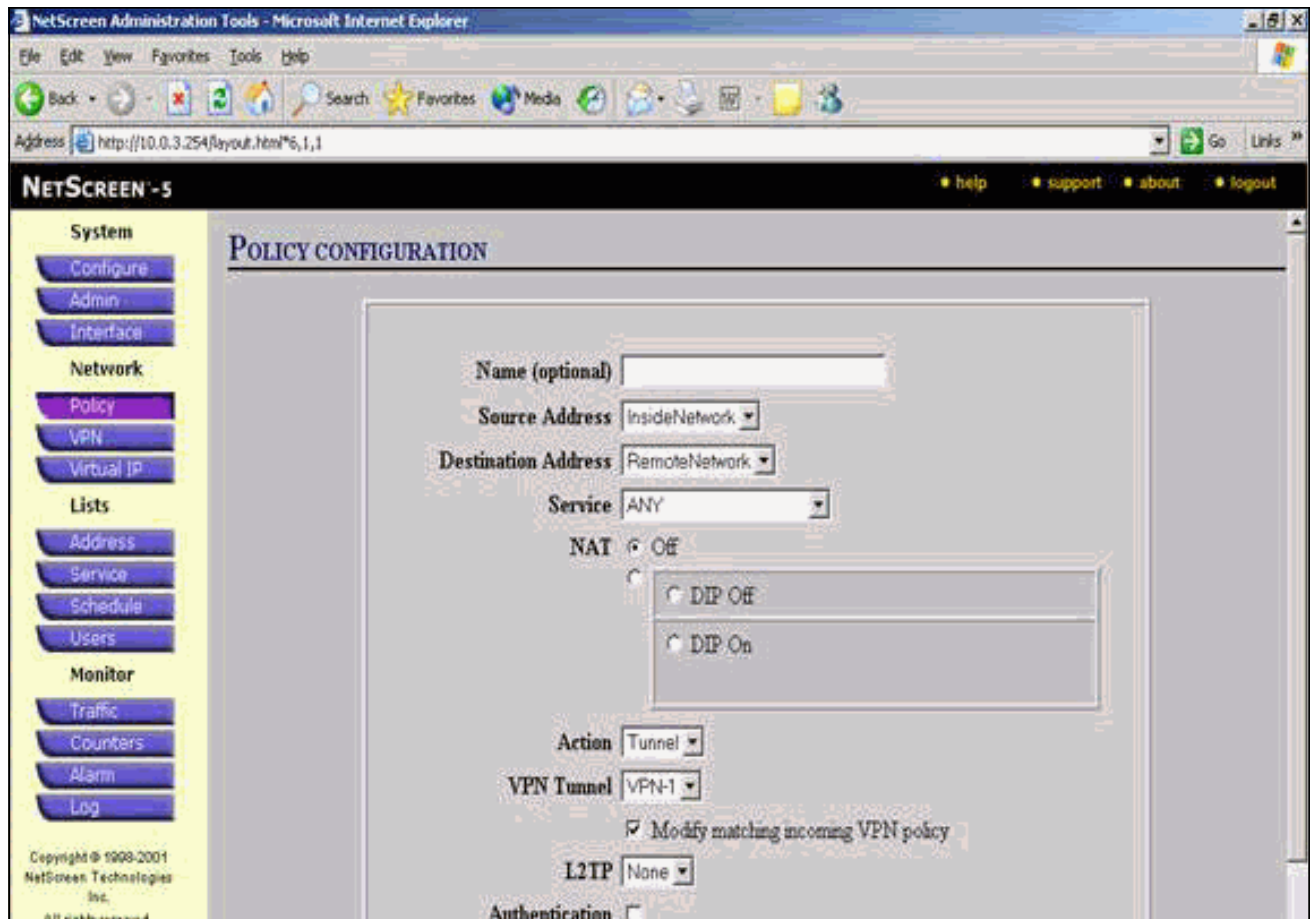 NetScreen Administration Tools - Microsoft Internet Explorer
File Edit View Favorites Tools Help
Back Search Favorites Media
Address http://10.0.3.254/layout.html*6,1,1 Go Links »
NETSCREEN-5
help support about logout
System
Configure
Admin
Interface
Network
Policy
VPN
Virtual IP
Lists
Address
Service
Schedule
Users
Monitor
Traffic
Counters
Alarm
Log
Copyright © 1998-2001
NetScreen Technologies
Inc.
All rights reserved
POLICY CONFIGURATION
Name (optional)
Source Address InsideNetwork
Destination Address RemoteNetwork
Service ANY
NAT Off
DIP Off
DIP On
Action Tunnel
VPN Tunnel VPN-1
Modify matching incoming VPN policy
L2TP None
Authentication